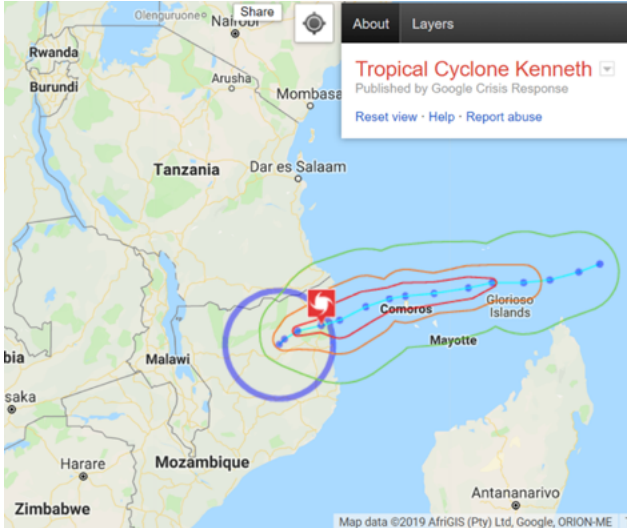 Olenguruone
Nairobi
Share
About
Layers
Rwanda
Burundi
Arusha
Mombasa
Tropical Cyclone Kenneth
Published by Google Crisis Response
Reset view · Help · Report abuse
Tanzania
Dar es Salaam
Comoros
Glorioso
Islands
Mayotte
bia
Malawi
saka
Harare
Mozambique
Antananarivo
Zimbabwe
Map data ©2019 AfriGIS (Pty) Ltd, Google, ORION-ME